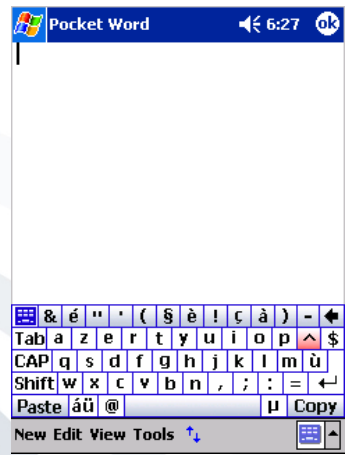 Pocket Word 6:27 ok
& é " ' ( § è ! ç à ) -
Tab a z e r t y u i o p ^ $
CAP q s d f g h j k l m ù
Shift w x c v b n , ; : =
Paste áü @ µ Copy
New Edit View Tools